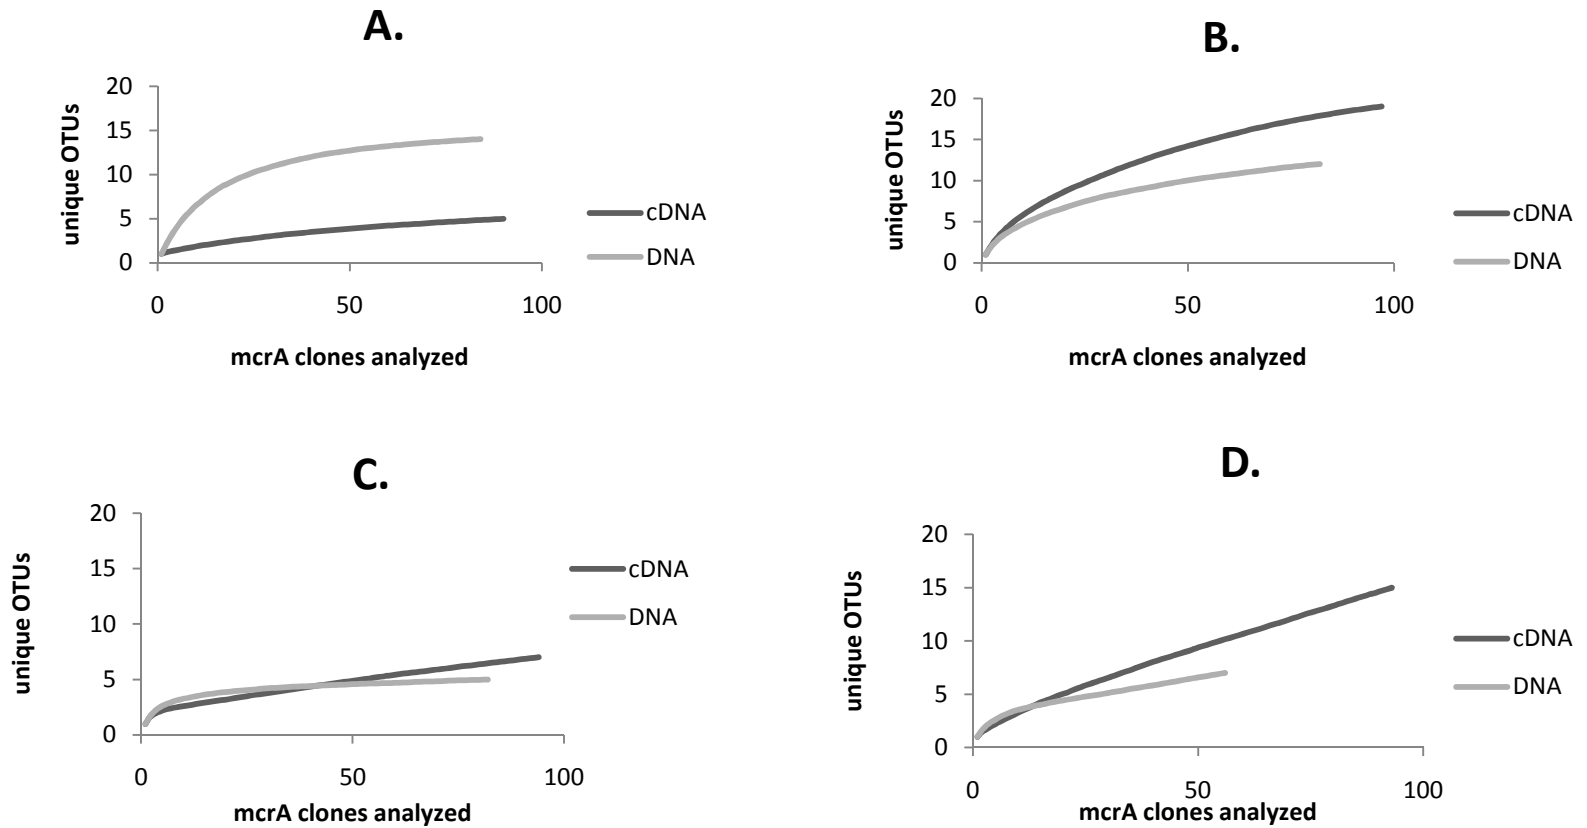 A.
20
15
10
5
0
unique OTUs
cDNA
DNA
0 50 100
mcrA clones analyzed
B.
20
15
10
5
0
unique OTUs
cDNA
DNA
0 50 100
mcrA clones analyzed
C.
20
15
10
5
0
unique OTUs
cDNA
DNA
0 50 100
mcrA clones analyzed
D.
20
15
10
5
0
unique OTUs
cDNA
DNA
0 50 100
mcrA clones analyzed